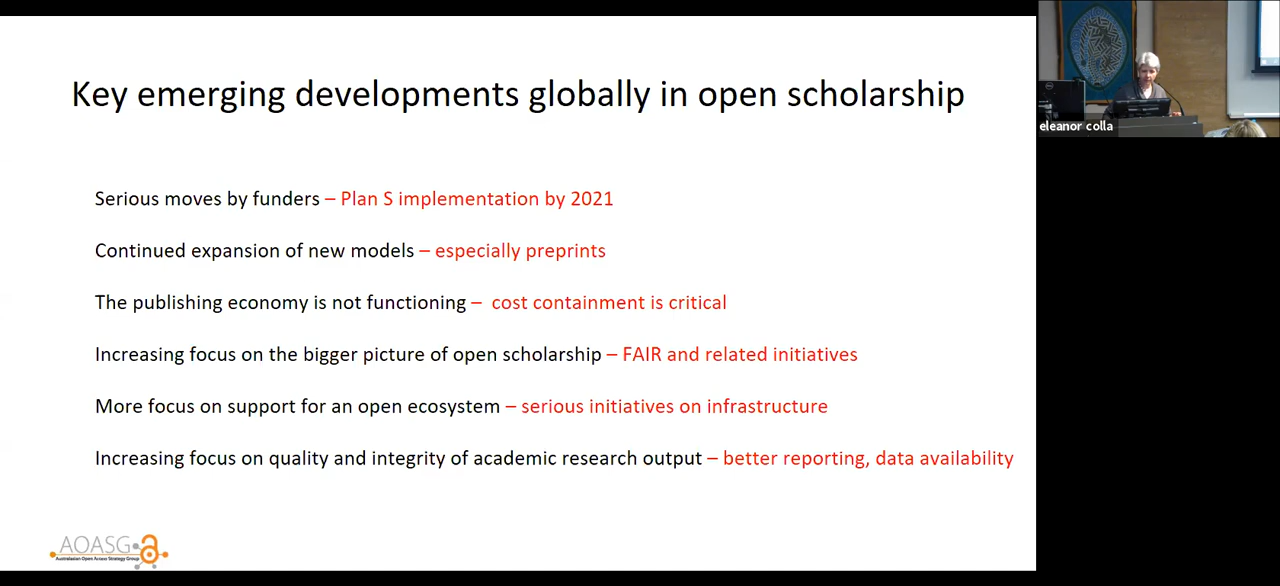 Key emerging developments globally in open scholarship
eleanor colla
Serious moves by funders – Plan S implementation by 2021
Continued expansion of new models – especially preprints
The publishing economy is not functioning – cost containment is critical
Increasing focus on the bigger picture of open scholarship – FAIR and related initiatives
More focus on support for an open ecosystem – serious initiatives on infrastructure
Increasing focus on quality and integrity of academic research output – better reporting, data availability
AOASG
Australasian Open Access Strategy Group